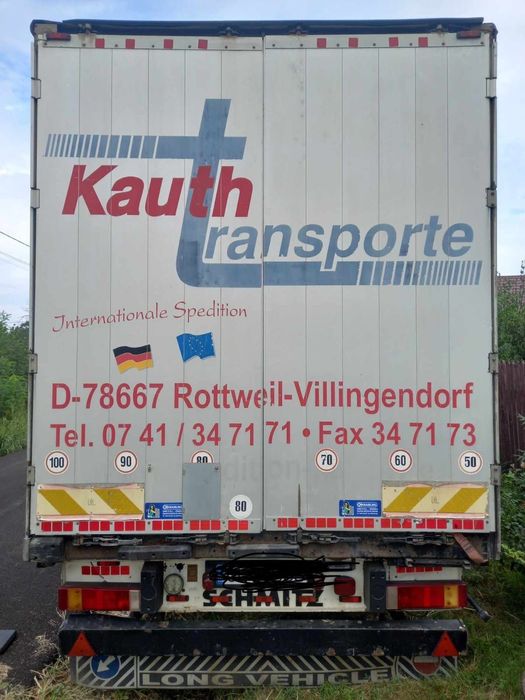 Kauth
transporte
Internationale Spedition
D-78667 Rottweil-Villingendorf
Tel. 07 41 / 34 71 71 • Fax 34 71 73
100 90 80 70 60 50
80
SCHMITZ
LONG VEHICLE